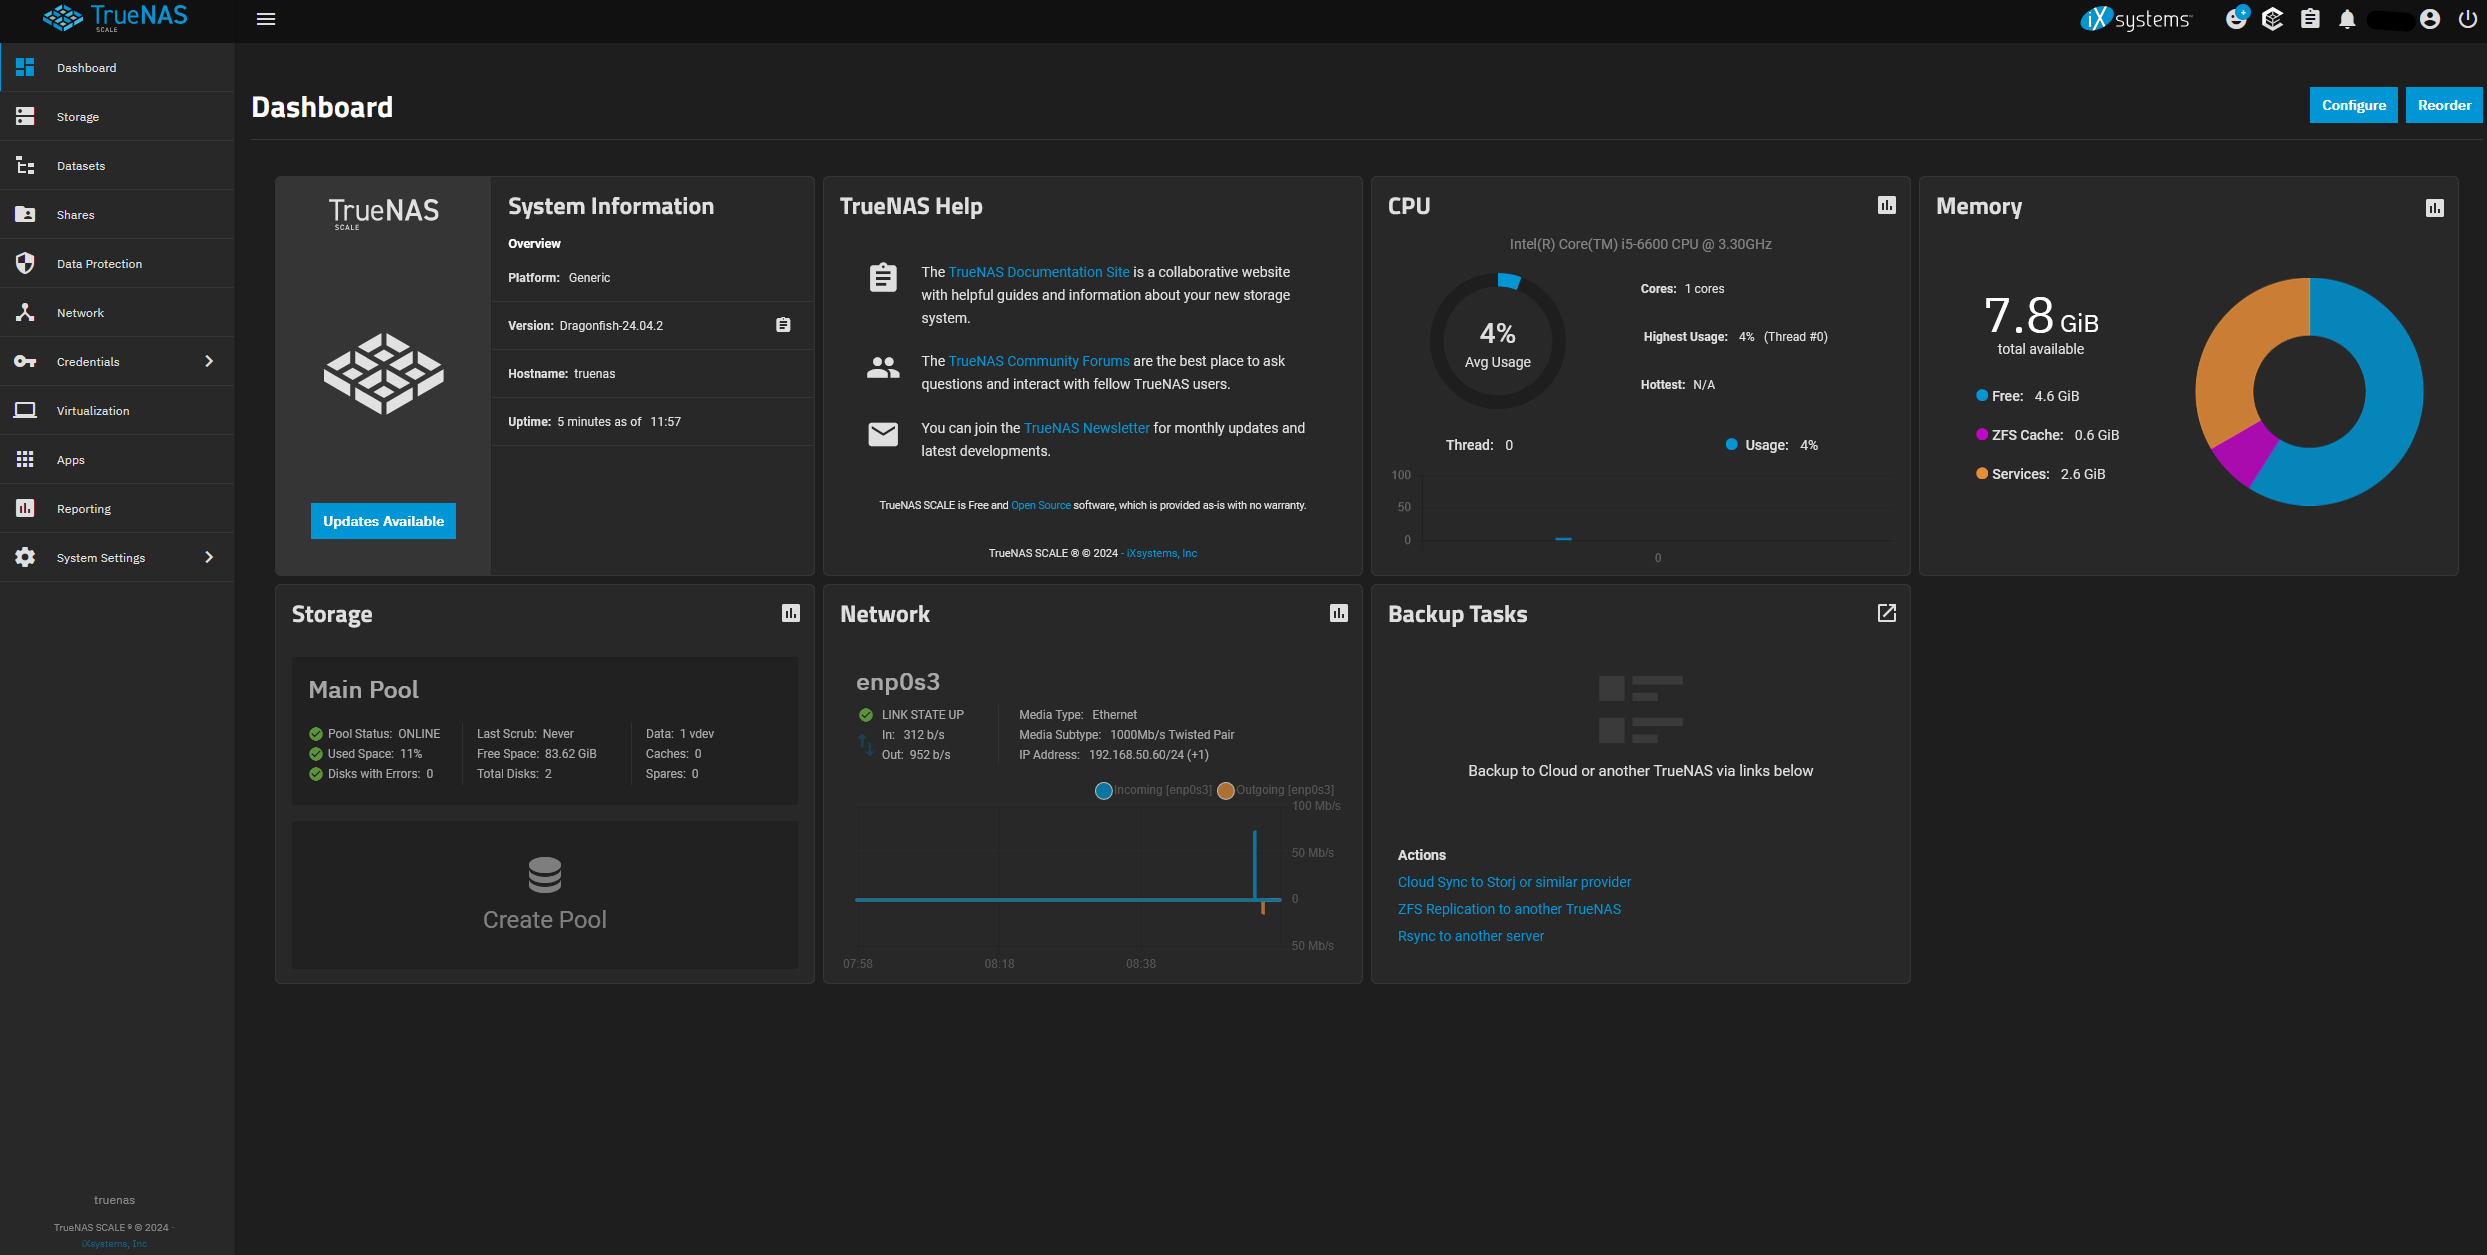 TrueNAS
SCALE
iXsystems™
Dashboard
Storage
Datasets
Shares
Data Protection
Network
Credentials
Virtualization
Apps
Reporting
System Settings
truenas
TrueNAS SCALE ® © 2024 -
iXsystems, Inc
Dashboard
Configure
Reorder
TrueNAS
SCALE
Updates Available
System Information
Overview
Platform: Generic
Version: Dragonfish-24.04.2
Hostname: truenas
Uptime: 5 minutes as of 11:57
TrueNAS Help
The TrueNAS Documentation Site is a collaborative website
with helpful guides and information about your new storage
system.
The TrueNAS Community Forums are the best place to ask
questions and interact with fellow TrueNAS users.
You can join the TrueNAS Newsletter for monthly updates and
latest developments.
TrueNAS SCALE is Free and Open Source software, which is provided as-is with no warranty.
TrueNAS SCALE ® © 2024 - iXsystems, Inc
CPU
Intel(R) Core(TM) i5-6600 CPU @ 3.30GHz
4%
Avg Usage
Cores: 1 cores
Highest Usage: 4% (Thread #0)
Hottest: N/A
Thread: 0
Usage: 4%
100
50
0
0
Memory
7.8 GiB
total available
Free: 4.6 GiB
ZFS Cache: 0.6 GiB
Services: 2.6 GiB
Storage
Main Pool
Pool Status: ONLINE
Used Space: 11%
Disks with Errors: 0
Last Scrub: Never
Free Space: 83.62 GiB
Total Disks: 2
Data: 1 vdev
Caches: 0
Spares: 0
Create Pool
Network
enp0s3
LINK STATE UP
In: 312 b/s
Out: 952 b/s
Media Type: Ethernet
Media Subtype: 1000Mb/s Twisted Pair
IP Address: 192.168.50.60/24 (+1)
Incoming [enp0s3]
Outgoing [enp0s3]
100 Mb/s
50 Mb/s
0
50 Mb/s
07:58
08:18
08:38
Backup Tasks
Backup to Cloud or another TrueNAS via links below
Actions
Cloud Sync to Storj or similar provider
ZFS Replication to another TrueNAS
Rsync to another server